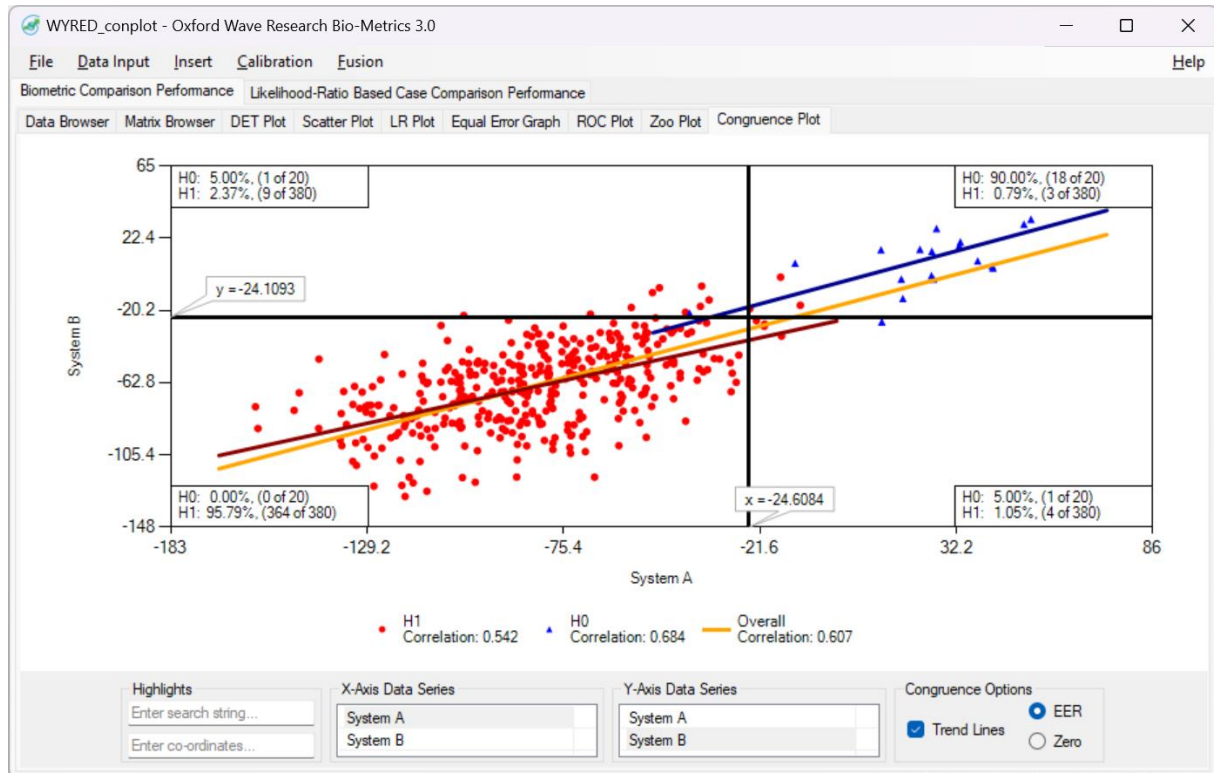 WYRED_conplot - Oxford Wave Research Bio-Metrics 3.0
File Data Input Insert Calibration Fusion Help
Biometric Comparison Performance Likelihood-Ratio Based Case Comparison Performance
Data Browser Matrix Browser DET Plot Scatter Plot LR Plot Equal Error Graph ROC Plot Zoo Plot Congruence Plot
65
H0: 5.00%, (1 of 20)
H1: 2.37%, (9 of 380)
H0: 90.00%, (18 of 20)
H1: 0.79%, (3 of 380)
22.4
y = -24.1093
-20.2
System B
-62.8
-105.4
H0: 0.00%, (0 of 20)
H1: 95.79%, (364 of 380)
x = -24.6084
H0: 5.00%, (1 of 20)
H1: 1.05%, (4 of 380)
-148
-183 -129.2 -75.4 -21.6 32.2 86
System A
H1
Correlation: 0.542
H0
Correlation: 0.684
Overall
Correlation: 0.607
Highlights
Enter search string...
Enter co-ordinates...
X-Axis Data Series
System A
System B
Y-Axis Data Series
System A
System B
Congruence Options
Trend Lines
EER
Zero